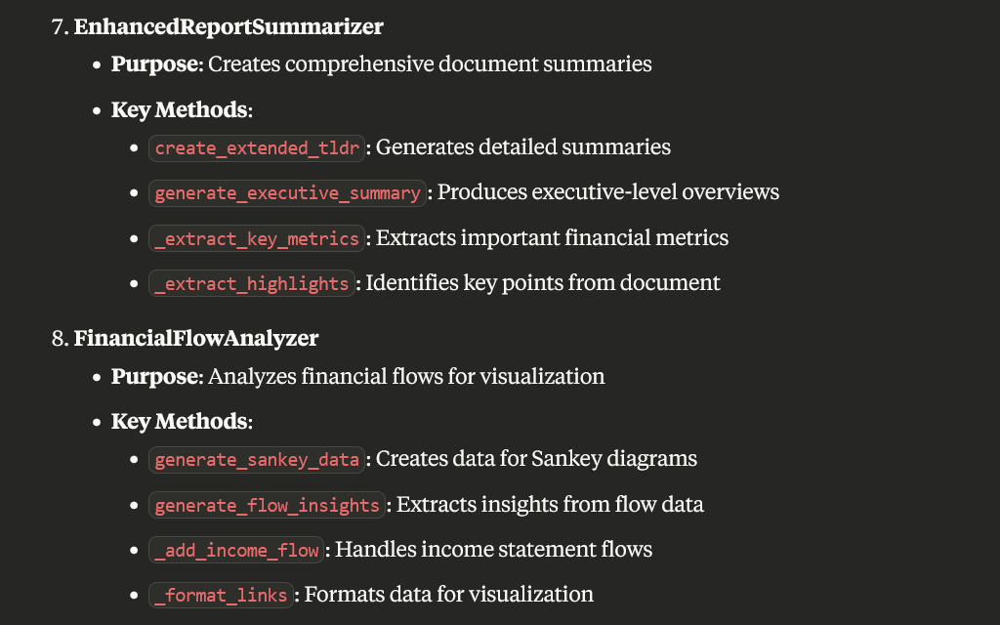 7. EnhancedReportSummarizer
• Purpose: Creates comprehensive document summaries
• Key Methods:
• create_extended_tldr: Generates detailed summaries
• generate_executive_summary: Produces executive-level overviews
• _extract_key_metrics: Extracts important financial metrics
• _extract_highlights: Identifies key points from document
8. FinancialFlowAnalyzer
• Purpose: Analyzes financial flows for visualization
• Key Methods:
• generate_sankey_data: Creates data for Sankey diagrams
• generate_flow_insights: Extracts insights from flow data
• _add_income_flow: Handles income statement flows
• _format_links: Formats data for visualization